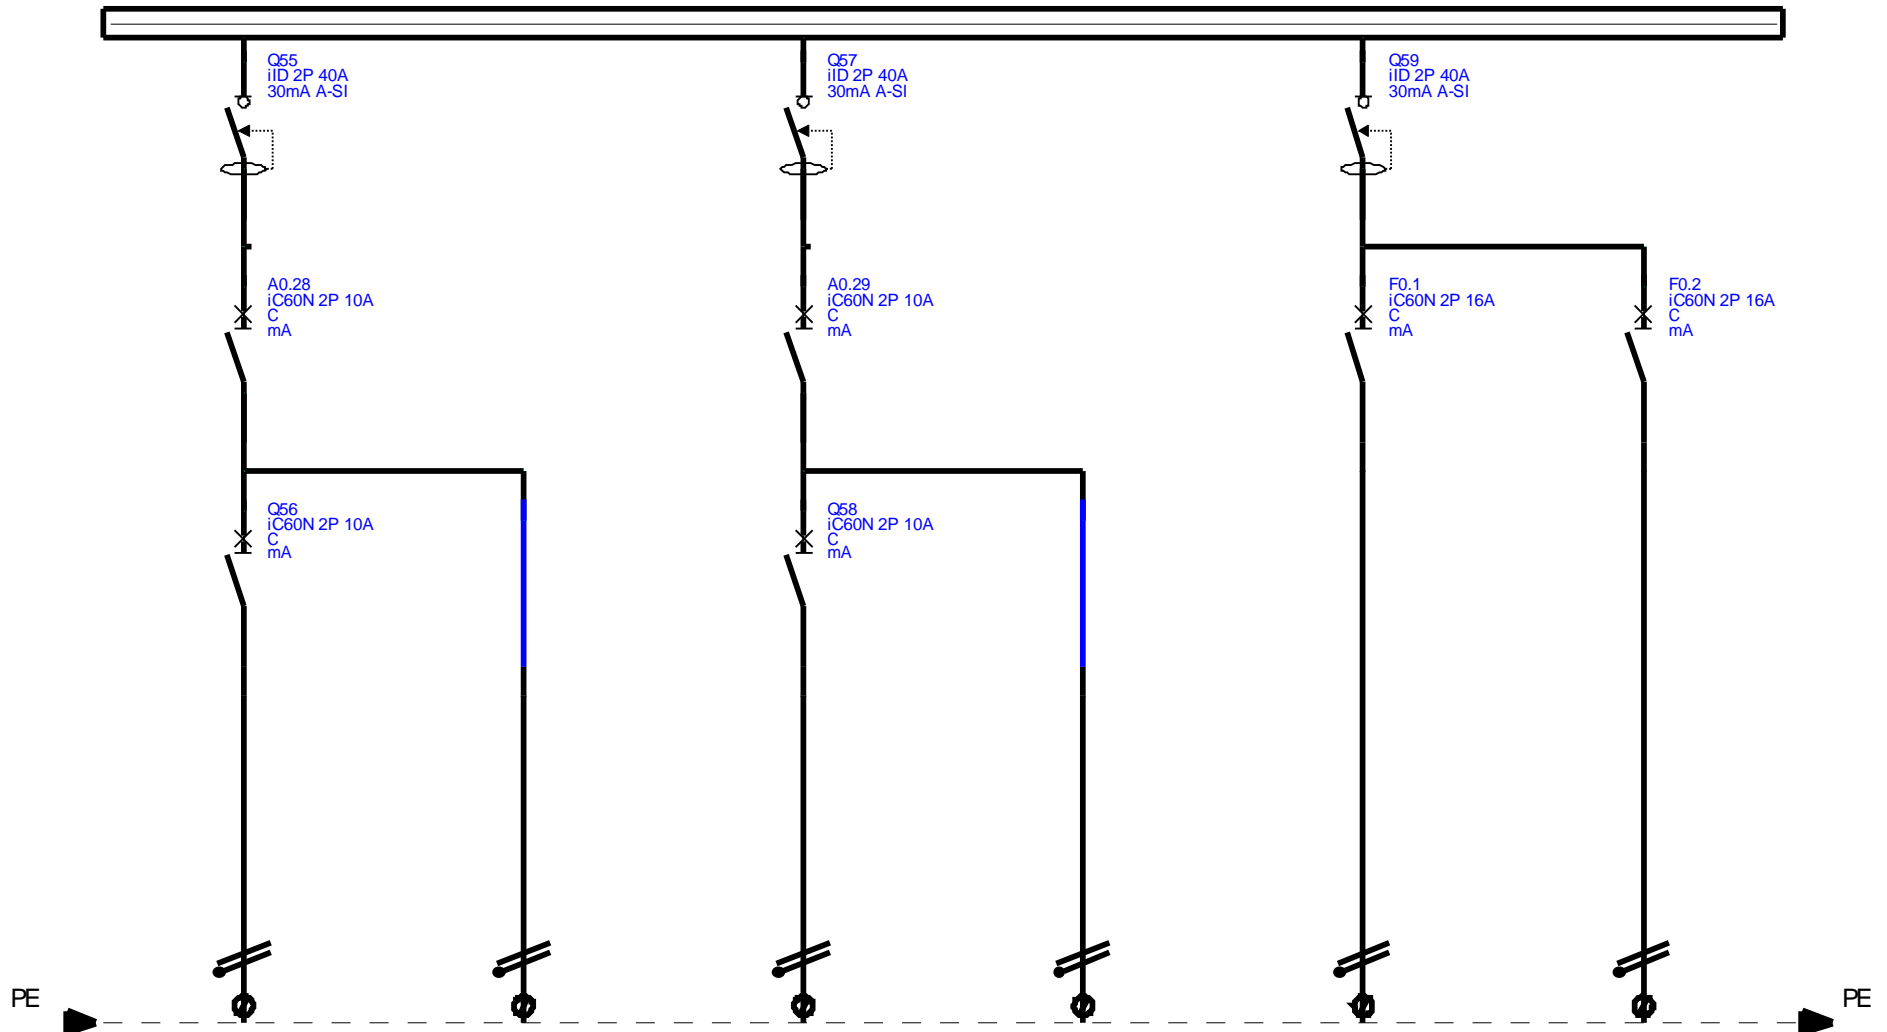 Q55
iID 2P 40A
30mA A-SI
Q57
iID 2P 40A
30mA A-SI
Q59
iID 2P 40A
30mA A-SI
A0.28
iC60N 2P 10A
C
mA
A0.29
iC60N 2P 10A
C
mA
F0.1
iC60N 2P 16A
C
mA
F0.2
iC60N 2P 16A
C
mA
Q56
iC60N 2P 10A
C
mA
Q58
iC60N 2P 10A
C
mA
PE
PE